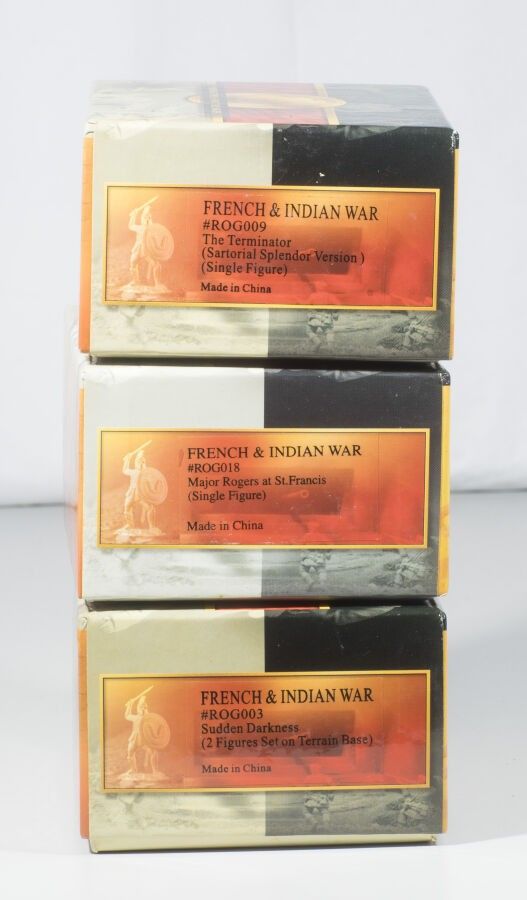 FRENCH & INDIAN WAR
#ROG009
The Terminator
(Sartorial Splendor Version )
(Single Figure)
Made in China
FRENCH & INDIAN WAR
#ROG018
Major Rogers at St.Francis
(Single Figure)
Made in China
FRENCH & INDIAN WAR
#ROG003
Sudden Darkness
(2 Figures Set on Terrain Base)
Made in China